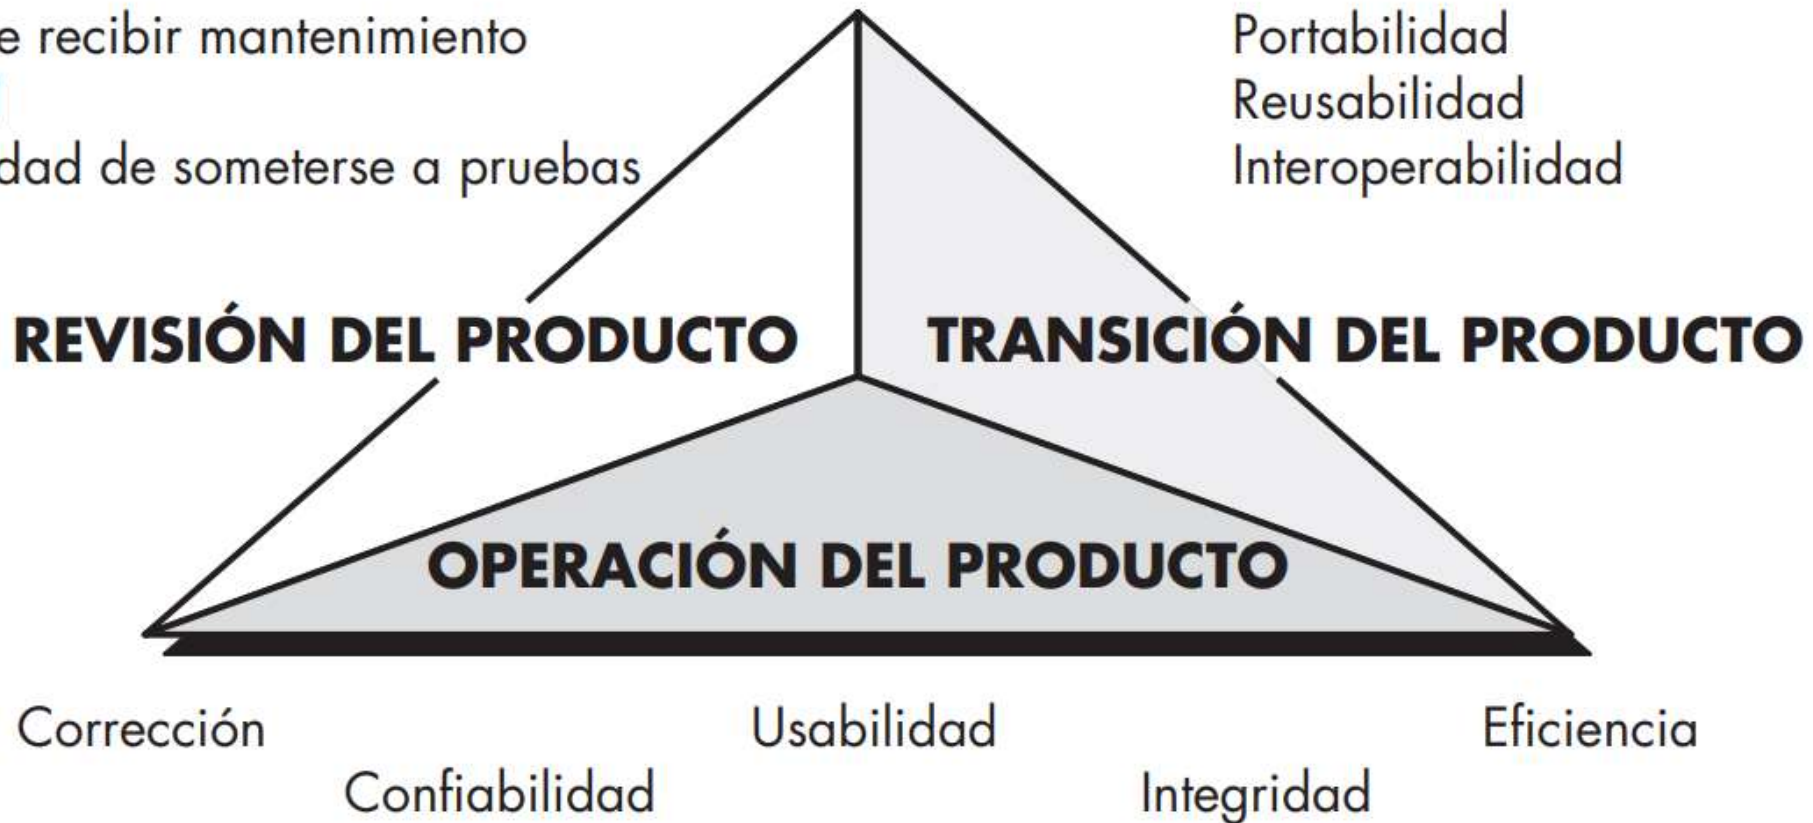 e recibir mantenimiento
dad de someterse a pruebas
Portabilidad
Reusabilidad
Interoperabilidad
REVISIÓN DEL PRODUCTO
TRANSICIÓN DEL PRODUCTO
OPERACIÓN DEL PRODUCTO
Corrección
Usabilidad
Eficiencia
Confiabilidad
Integridad